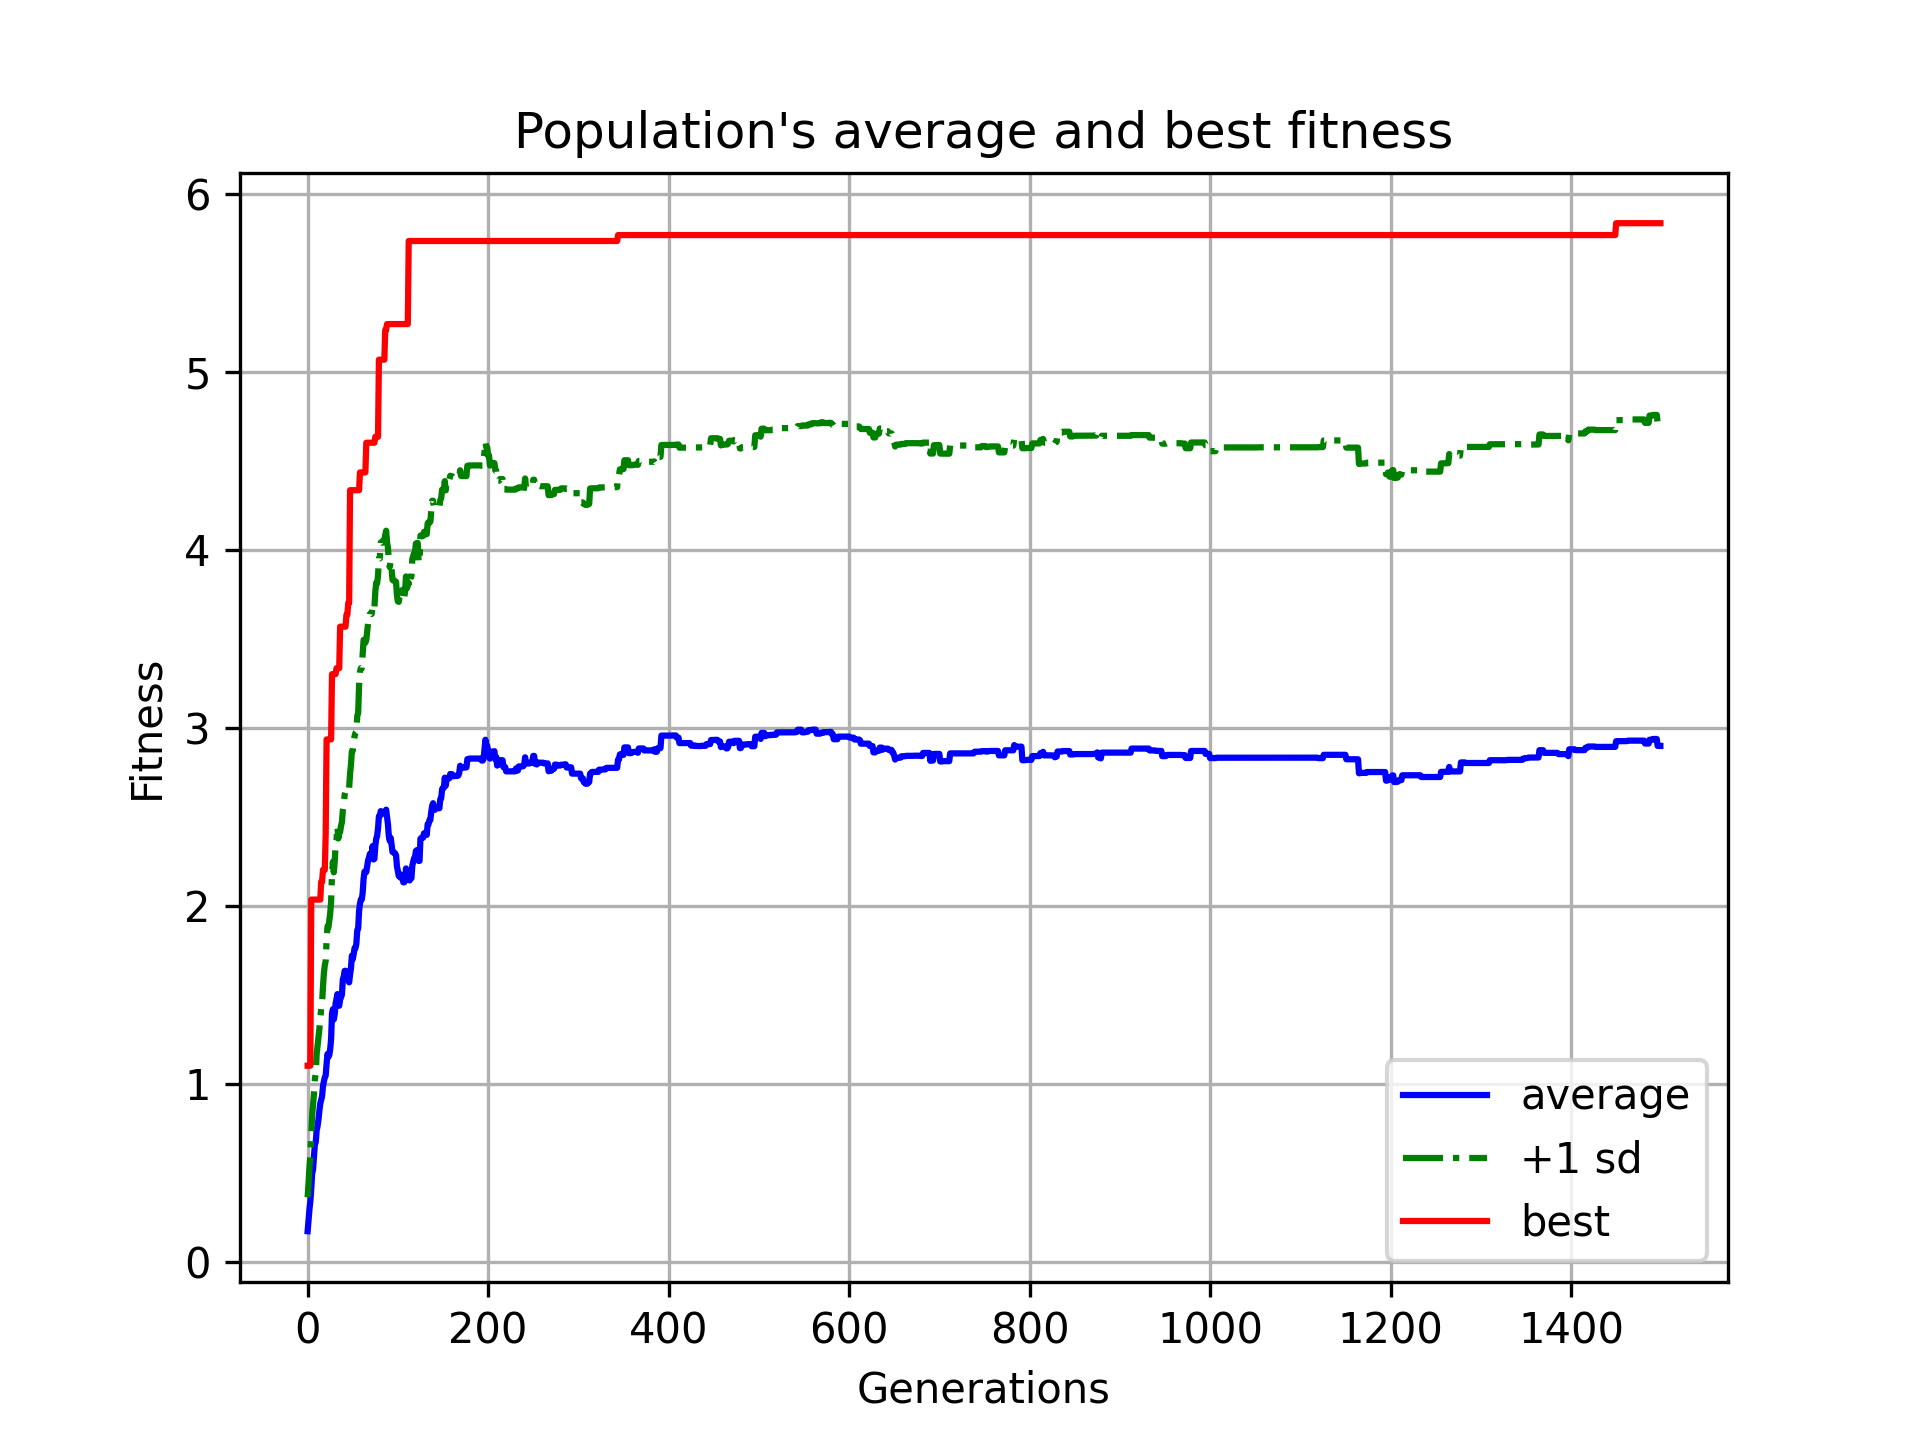 Population's average and best fitness
Fitness
6
5
4
3
2
1
0
average
+1 sd
best
0 200 400 600 800 1000 1200 1400
Generations